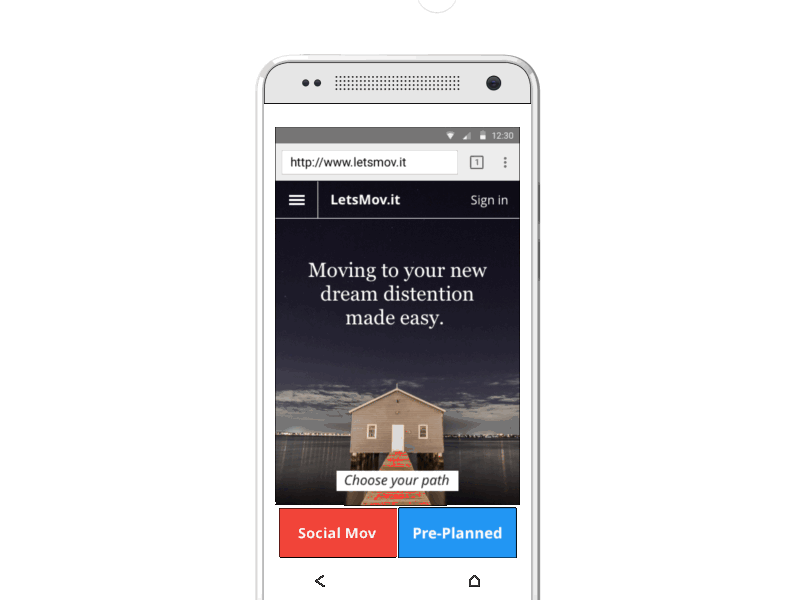 12:30
http://www.letsmov.it
1
LetsMov.it
Sign in
Moving to your new
dream distention
made easy.
Choose your path
Social Mov
Pre-Planned